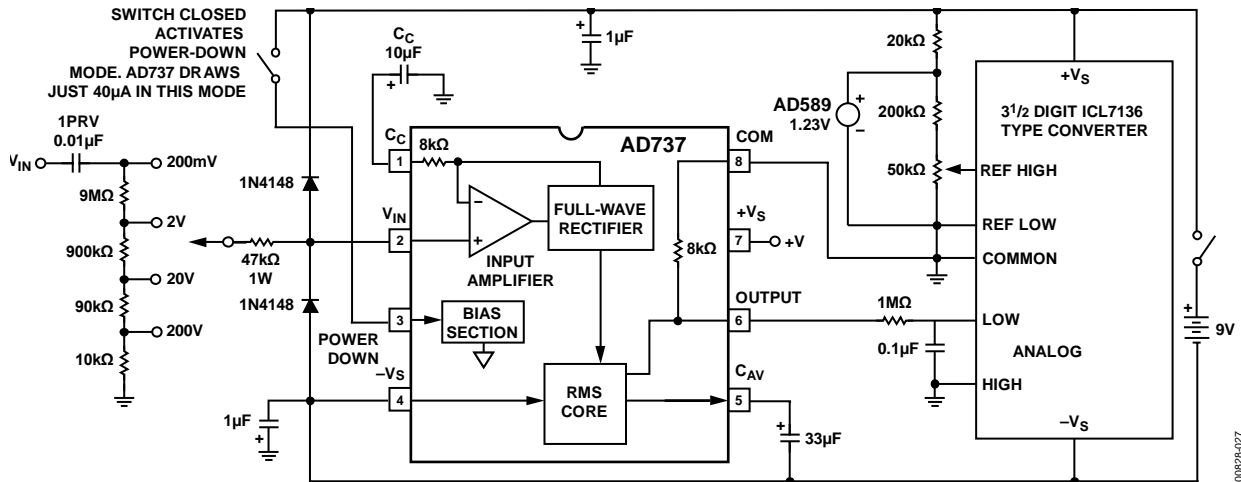 SWITCH CLOSED
ACTIVATES
POWER-DOWN
MODE. AD737 DRAWS
JUST 40µA IN THIS MODE
CC
10µF
+
+
1µF
20kΩ
AD589
1.23V
+
–
200kΩ
50kΩ
+VS
3 1/2 DIGIT ICL7136
TYPE CONVERTER
REF HIGH
REF LOW
COMMON
LOW
ANALOG
HIGH
–VS
+
9V
1PRV
0.01µF
VIN
200mV
9MΩ
2V
900kΩ
20V
90kΩ
200V
10kΩ
1N4148
47kΩ
1W
1N4148
1µF
+
AD737
CC
1
8kΩ
VIN
2
–
+
INPUT
AMPLIFIER
FULL-WAVE
RECTIFIER
3
POWER
DOWN
BIAS
SECTION
–VS
4
RMS
CORE
COM
8
8kΩ
+VS
7
+V
OUTPUT
6
CAV
5
1MΩ
0.1µF
+
33µF
00828-027